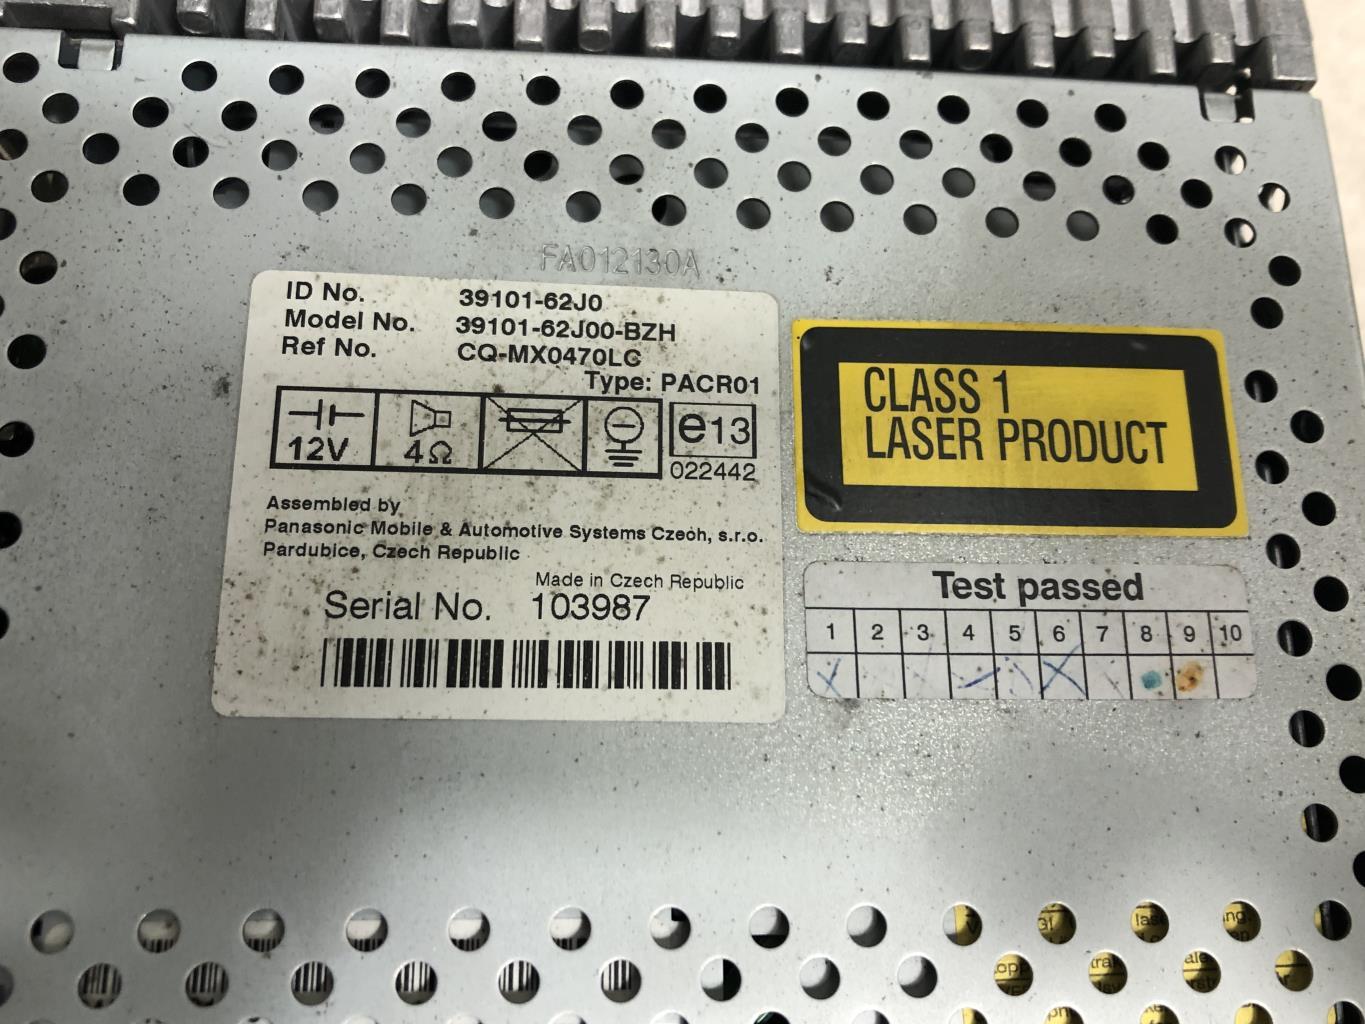 FA012130A
ID No. 39101-62J0
Model No. 39101-62J00-BZH
Ref No. CQ-MX0470LC
Type: PACR01
12V 4Ω e13
022442
Assembled by
Panasonic Mobile & Automotive Systems Czech, s.r.o.
Pardubice, Czech Republic
Made in Czech Republic
Serial No. 103987
CLASS 1
LASER PRODUCT
Test passed
1 2 3 4 5 6 7 8 9 10